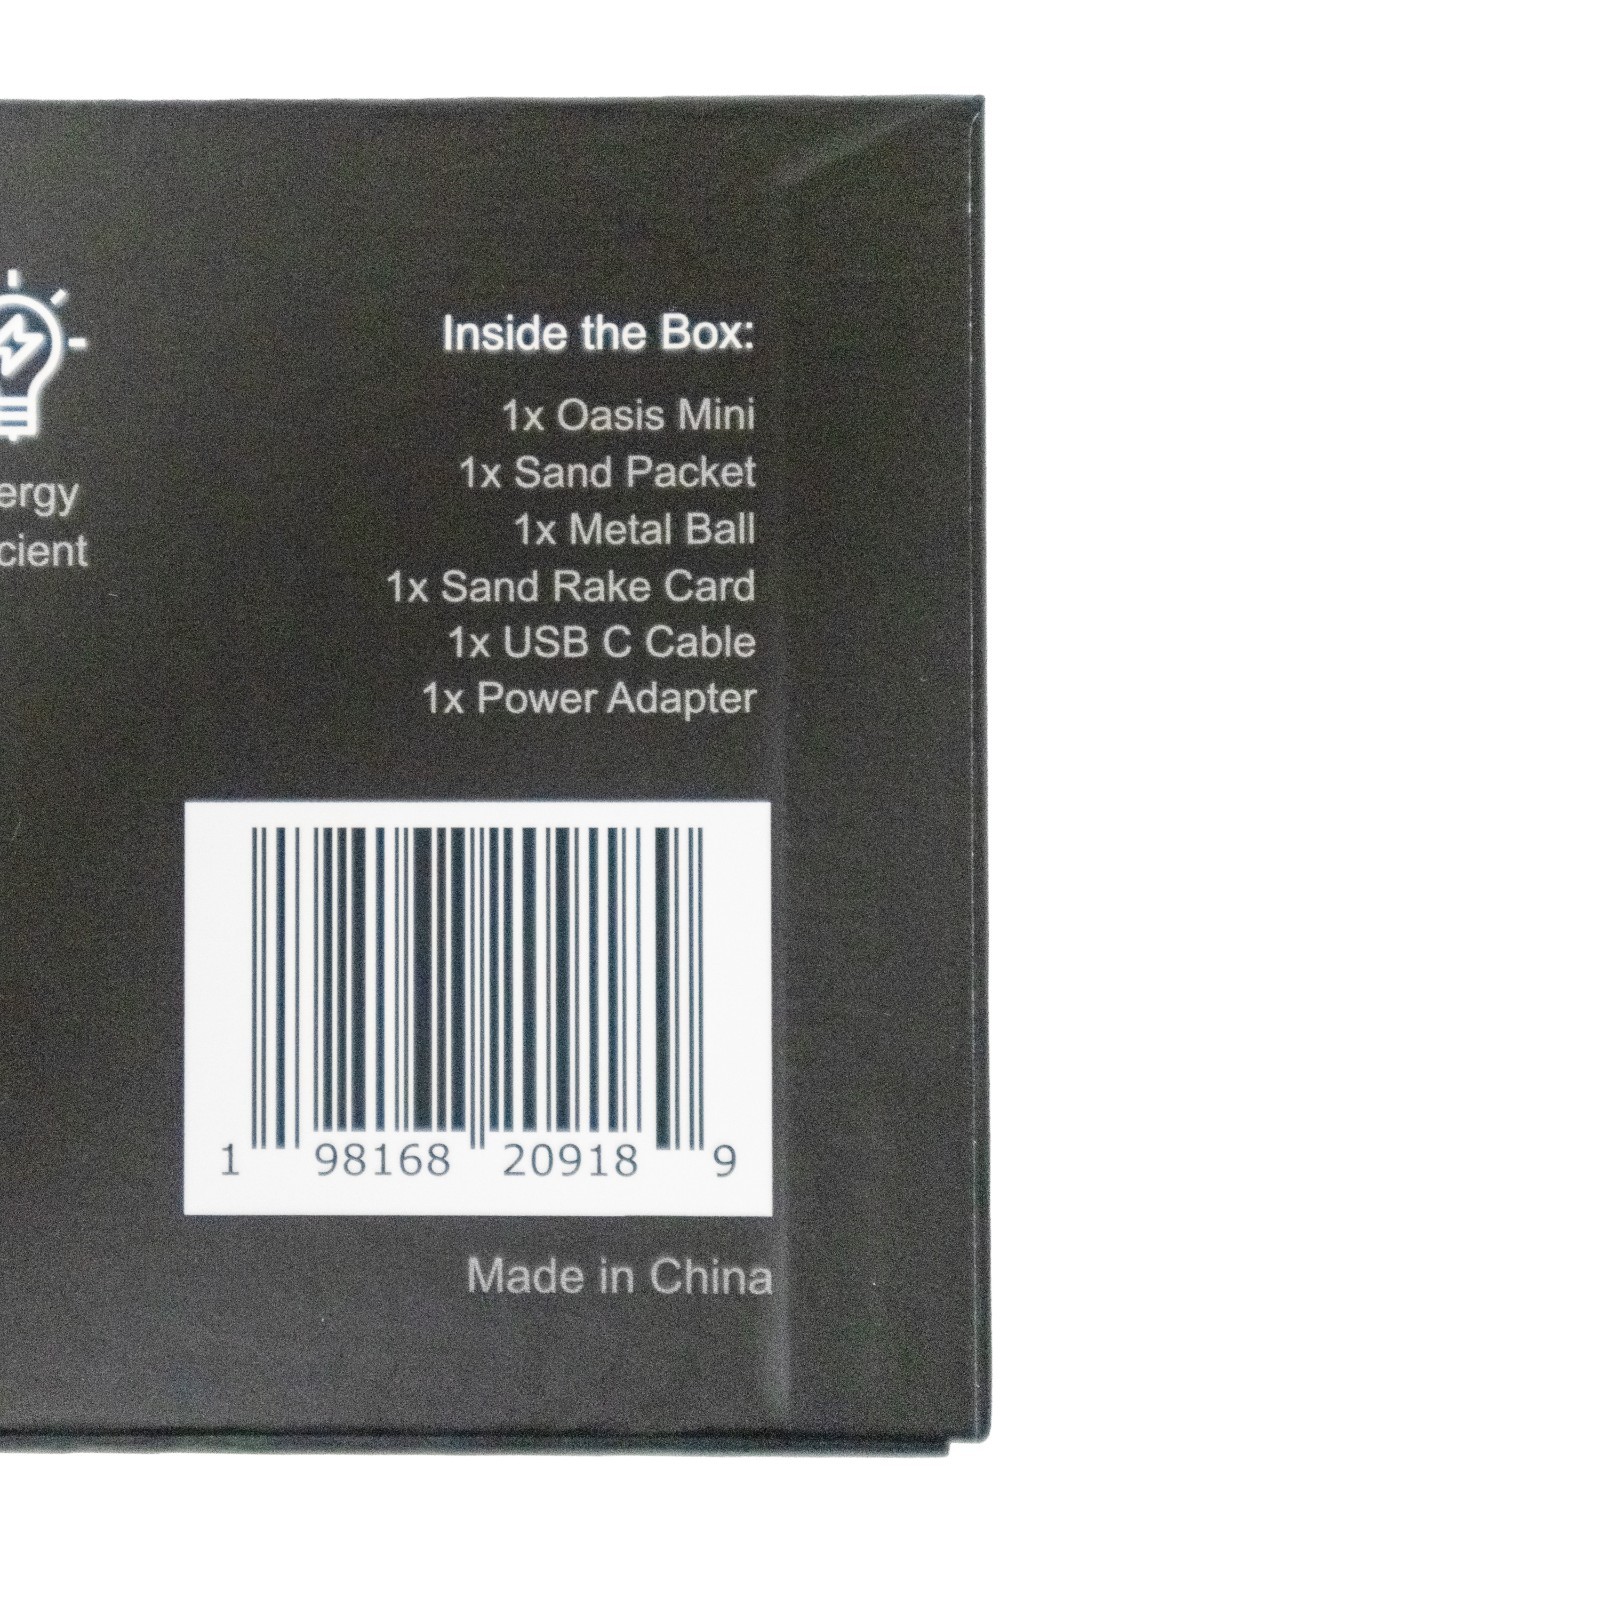 ergy
cient
Inside the Box:
1x Oasis Mini
1x Sand Packet
1x Metal Ball
1x Sand Rake Card
1x USB C Cable
1x Power Adapter
1 98168 20918 9
Made in China